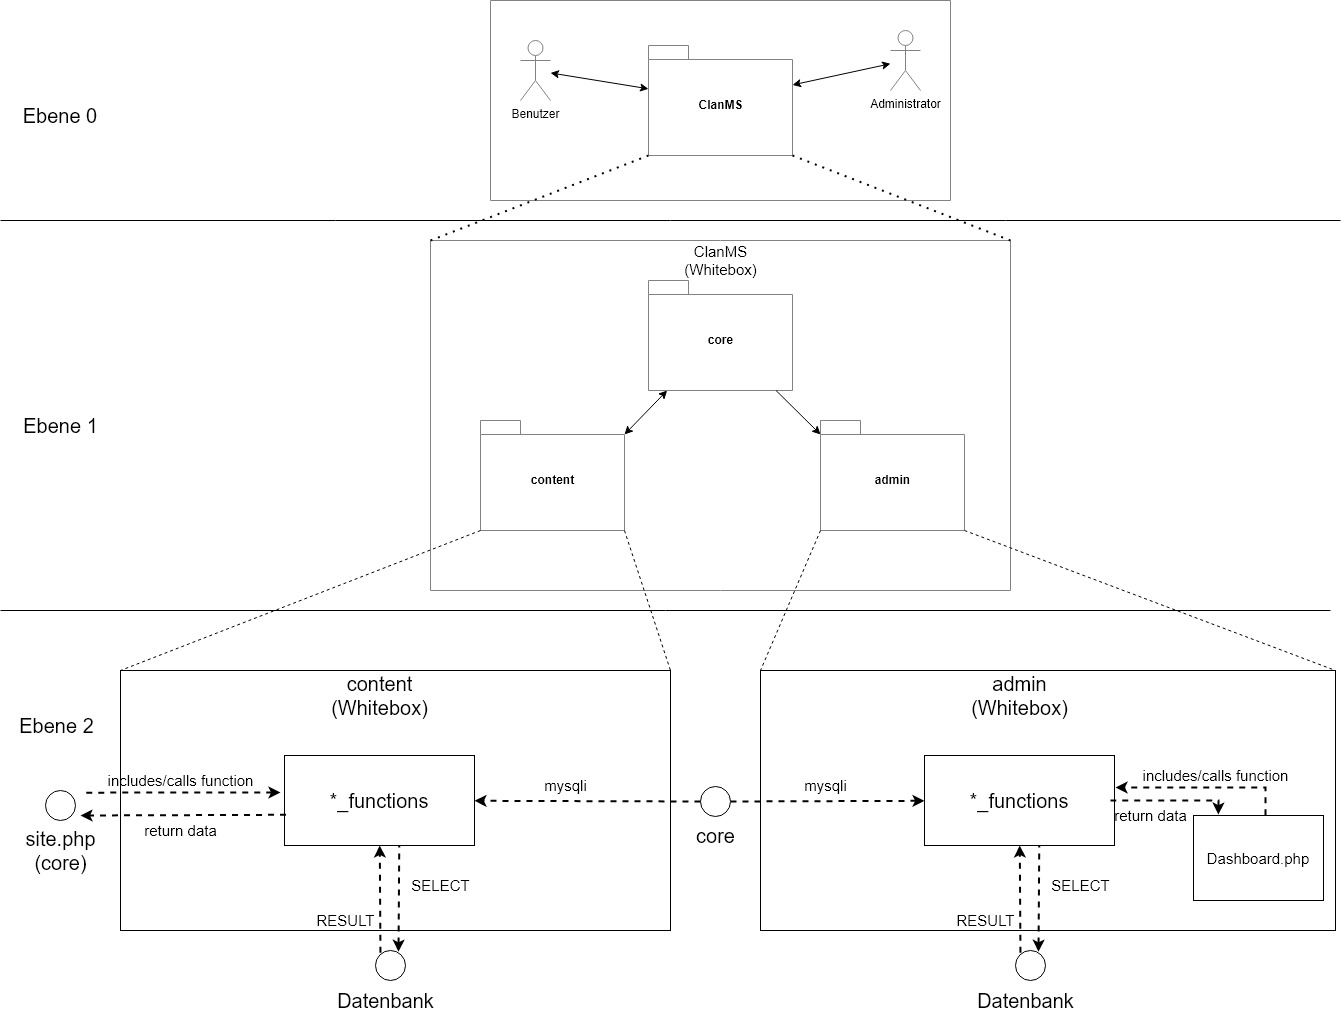 Ebene 0
Benutzer
ClanMS
Administrator
Ebene 1
ClanMS
(Whitebox)
core
content
admin
Ebene 2
content
(Whitebox)
includes/calls function
return data
site.php
(core)
*_functions
mysqli
SELECT
RESULT
Datenbank
core
admin
(Whitebox)
mysqli
*_functions
includes/calls function
return data
Dashboard.php
SELECT
RESULT
Datenbank